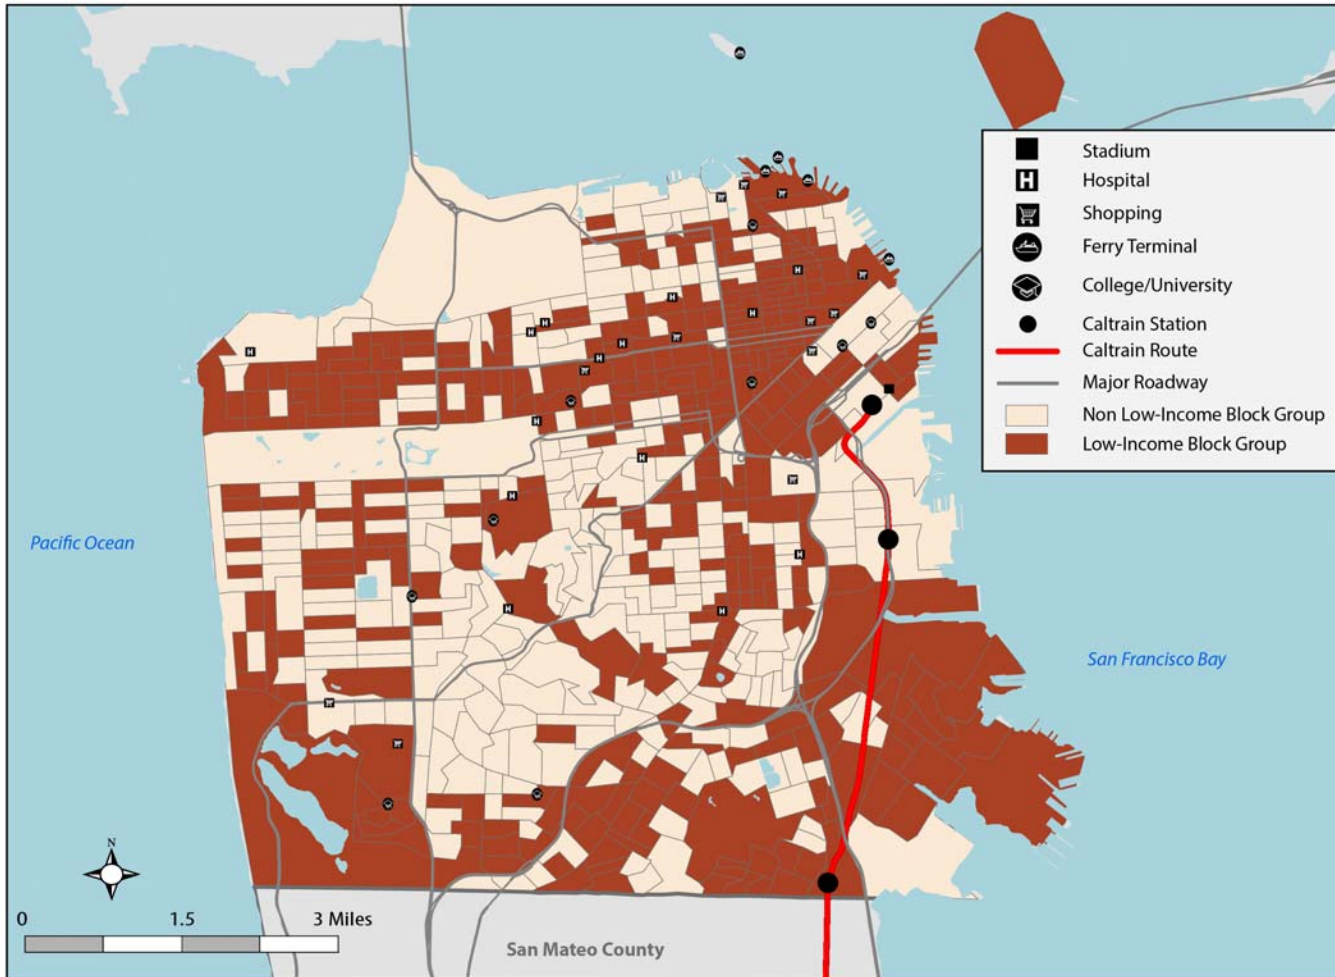 N
0 1.5 3 Miles
Pacific Ocean
San Francisco Bay
San Mateo County
Stadium
H Hospital
Shopping
Ferry Terminal
College/University
Caltrain Station
Caltrain Route
Major Roadway
Non Low-Income Block Group
Low-Income Block Group